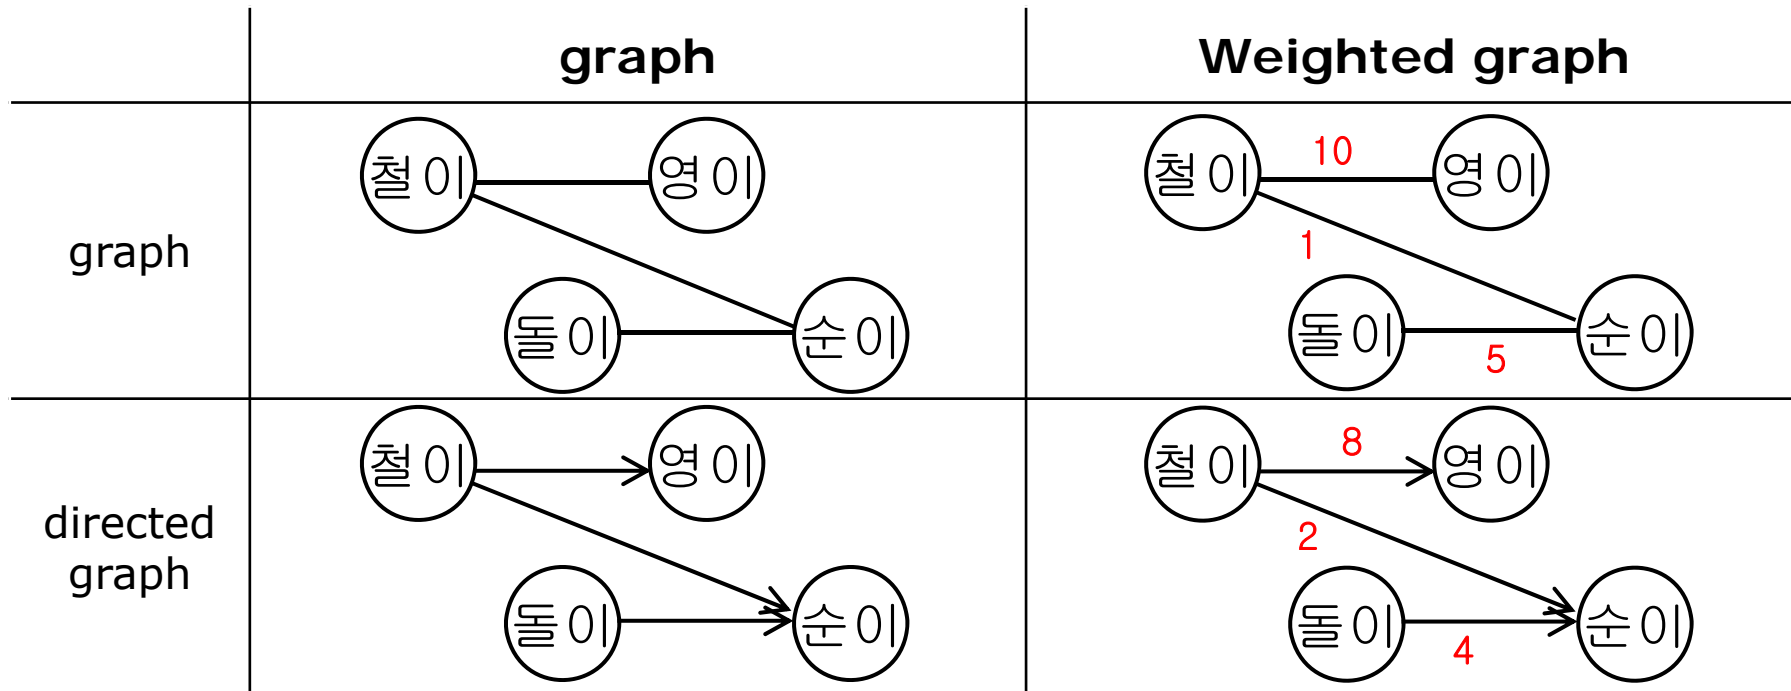 graph
Weighted graph
graph
철이
영이
돌이
순이
철이
10
영이
1
돌이
5
순이
directed
graph
철이
영이
돌이
순이
철이
8
영이
2
돌이
4
순이